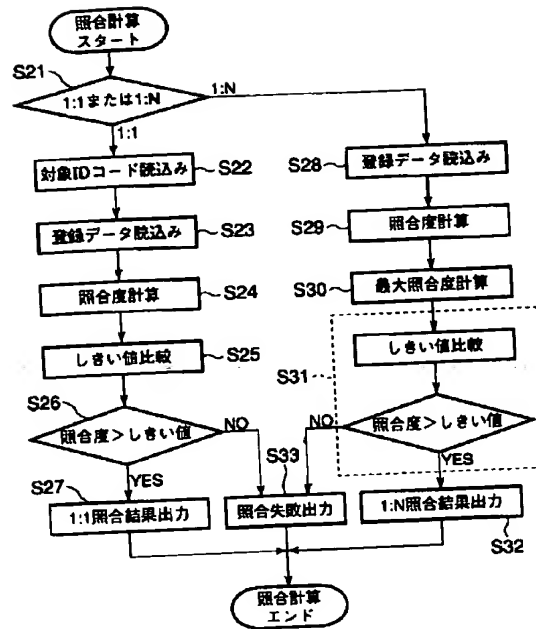 照合計算
スタート
S21
1:1または1:N
1:N
1:1
対象IDコード読込み
S22
登録データ読込み
S23
照合度計算
S24
しきい値比較
S25
S26
照合度>しきい値
NO
YES
S27
1:1照合結果出力
S28
登録データ読込み
S29
照合度計算
S30
最大照合度計算
S31
しきい値比較
照合度>しきい値
NO
YES
S33
照合失敗出力
1:N照合結果出力
S32
照合計算
エンド